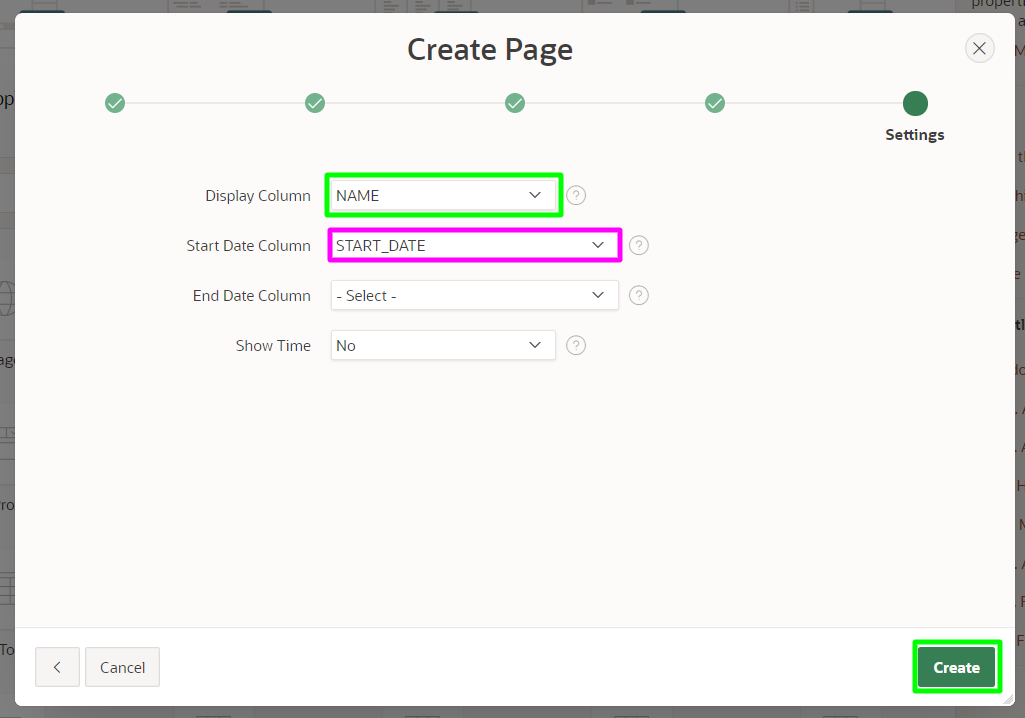 Create Page
Settings
Display Column NAME ?
Start Date Column START_DATE ?
End Date Column - Select - ?
Show Time No ?
Cancel
Create